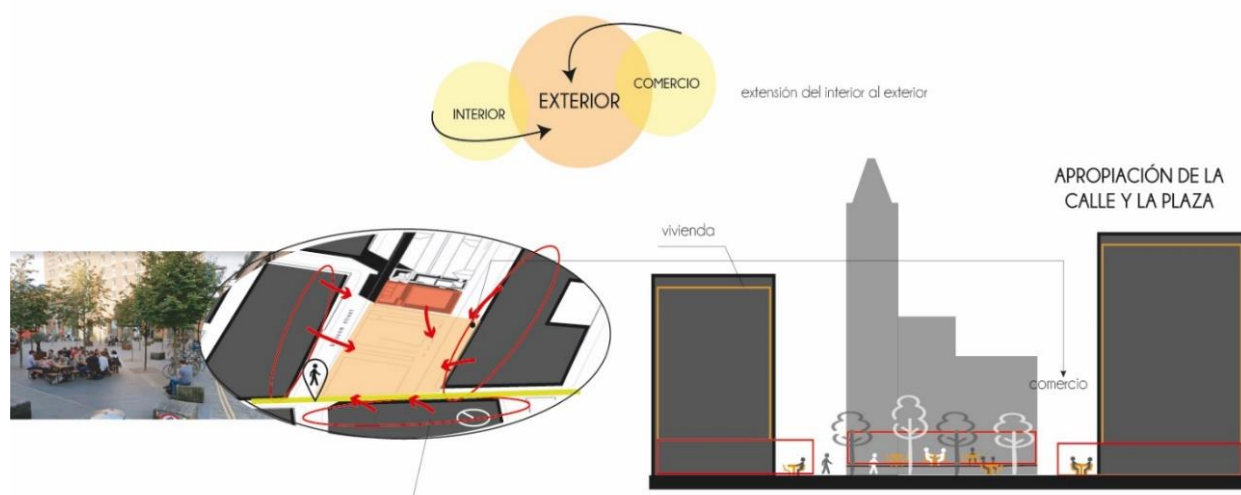 INTERIOR
EXTERIOR
COMERCIO
extensión del interior al exterior
APROPIACIÓN DE LA
CALLE Y LA PLAZA
vivienda
comercio